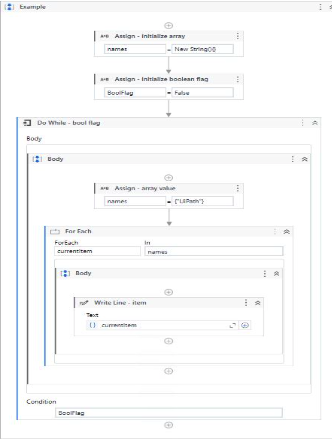 Example
Assign - initialize array
names = New String(){}
Assign - initialize boolean flag
BoolFlag = False
Do While - bool flag
Body
Body
Assign - array value
names = {"UiPath"}
For Each
ForEach In
currentItem names
Body
Write Line - item
Text
currentItem
Condition
BoolFlag